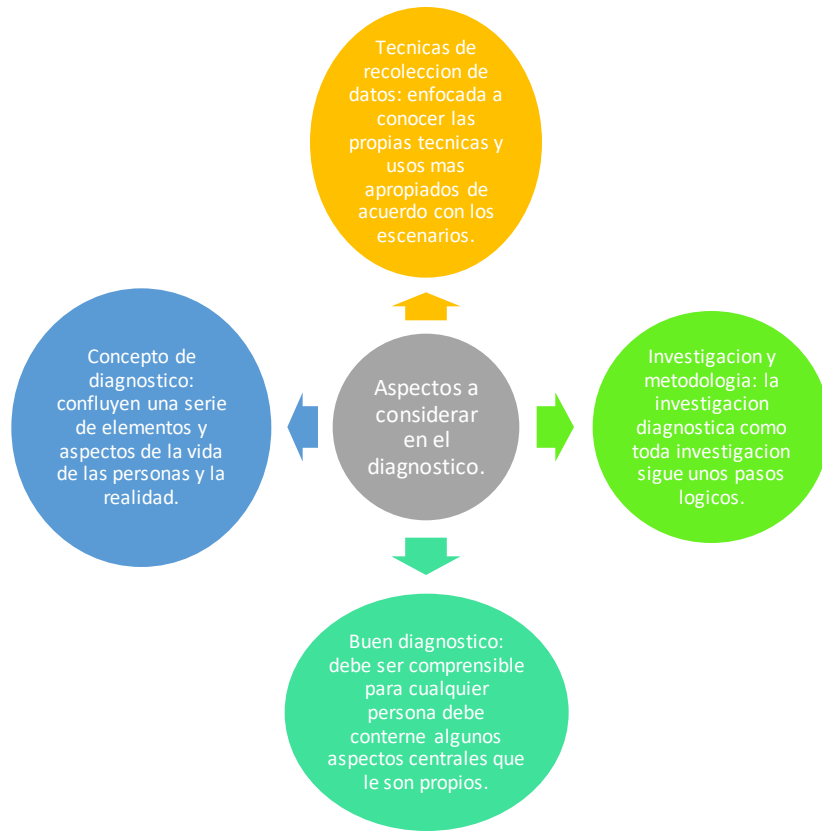 Tecnicas de
recoleccion de
datos: enfocada a
conocer las
propias tecnicas y
usos mas
apropiados de
acuerdo con los
escenarios.
Concepto de
diagnostico:
confluyen una serie
de elementos y
aspectos de la vida
de las personas y la
realidad.
Aspectos a
considerar
en el
diagnostico.
Investigacion y
metodologia: la
investigacion
diagnostica como
toda investigacion
sigue unos pasos
logicos.
Buen diagnostico:
debe ser comprensible
para cualquier
persona debe
conterne algunos
aspectos centrales que
le son propios.